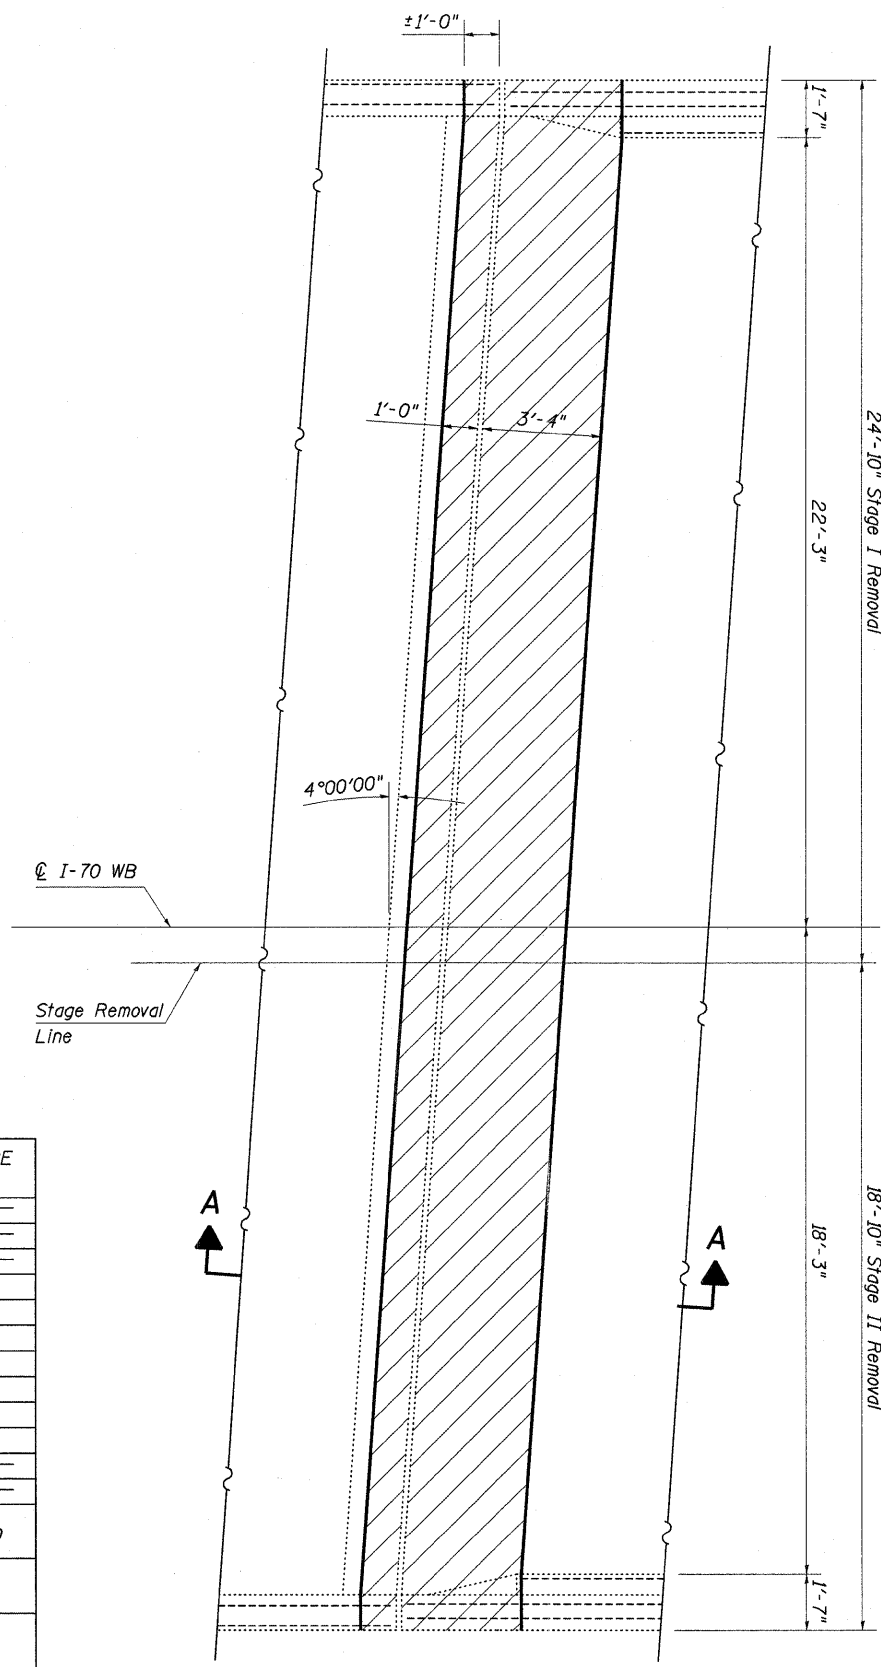 ±1'-0"
1'-7"
24'-10" Stage I Removal
22'-3"
1'-0"
3'-4"
4°00'00"
℄ I-70 WB
Stage Removal
Line
A
A
18'-3"
18'-10" Stage II Removal
1'-7"